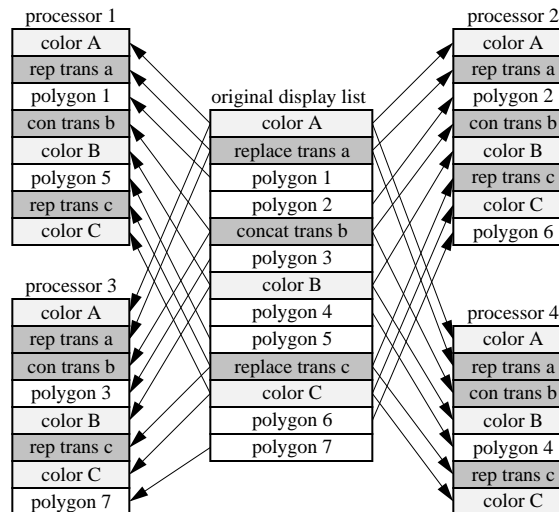 processor 1
color A
rep trans a
polygon 1
con trans b
color B
polygon 5
rep trans c
color C
original display list
color A
replace trans a
polygon 1
polygon 2
concat trans b
polygon 3
color B
polygon 4
polygon 5
replace trans c
color C
polygon 6
polygon 7
processor 2
color A
rep trans a
polygon 2
con trans b
color B
rep trans c
color C
polygon 6
processor 3
color A
rep trans a
con trans b
polygon 3
color B
rep trans c
color C
polygon 7
processor 4
color A
rep trans a
con trans b
color B
polygon 4
rep trans c
color C